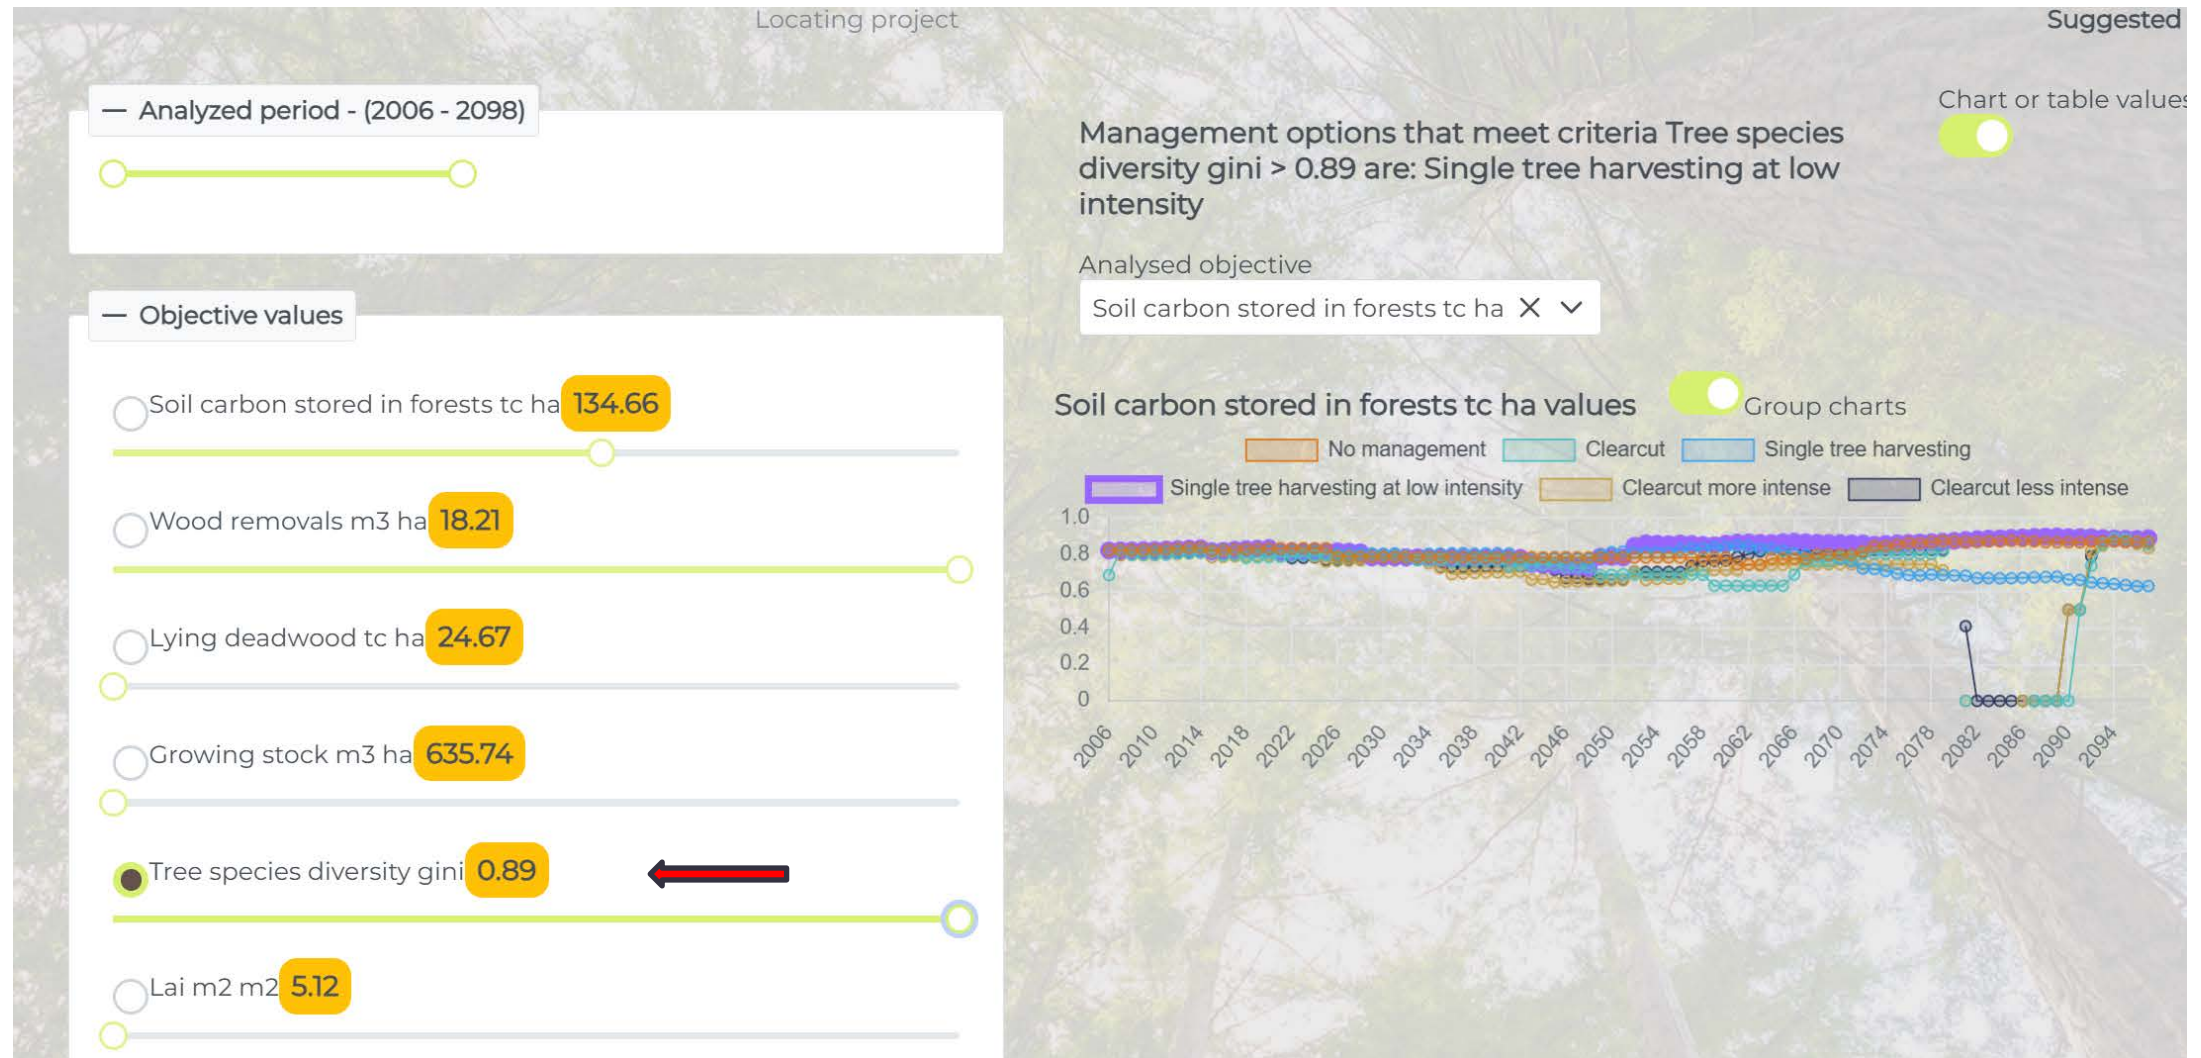 Locating project
Suggested
— Analyzed period - (2006 - 2098)
— Objective values
Soil carbon stored in forests tc ha 134.66
Wood removals m3 ha 18.21
Lying deadwood tc ha 24.67
Growing stock m3 ha 635.74
Tree species diversity gini 0.89
Lai m2 m2 5.12
Chart or table values
Management options that meet criteria Tree species
diversity gini > 0.89 are: Single tree harvesting at low
intensity
Analysed objective
Soil carbon stored in forests tc ha
Soil carbon stored in forests tc ha values
Group charts
No management Clearcut Single tree harvesting
Single tree harvesting at low intensity Clearcut more intense Clearcut less intense
1.0
0.8
0.6
0.4
0.2
0
2006 2010 2014 2018 2022 2026 2030 2034 2038 2042 2046 2050 2054 2058 2062 2066 2070 2074 2078 2082 2086 2090 2094